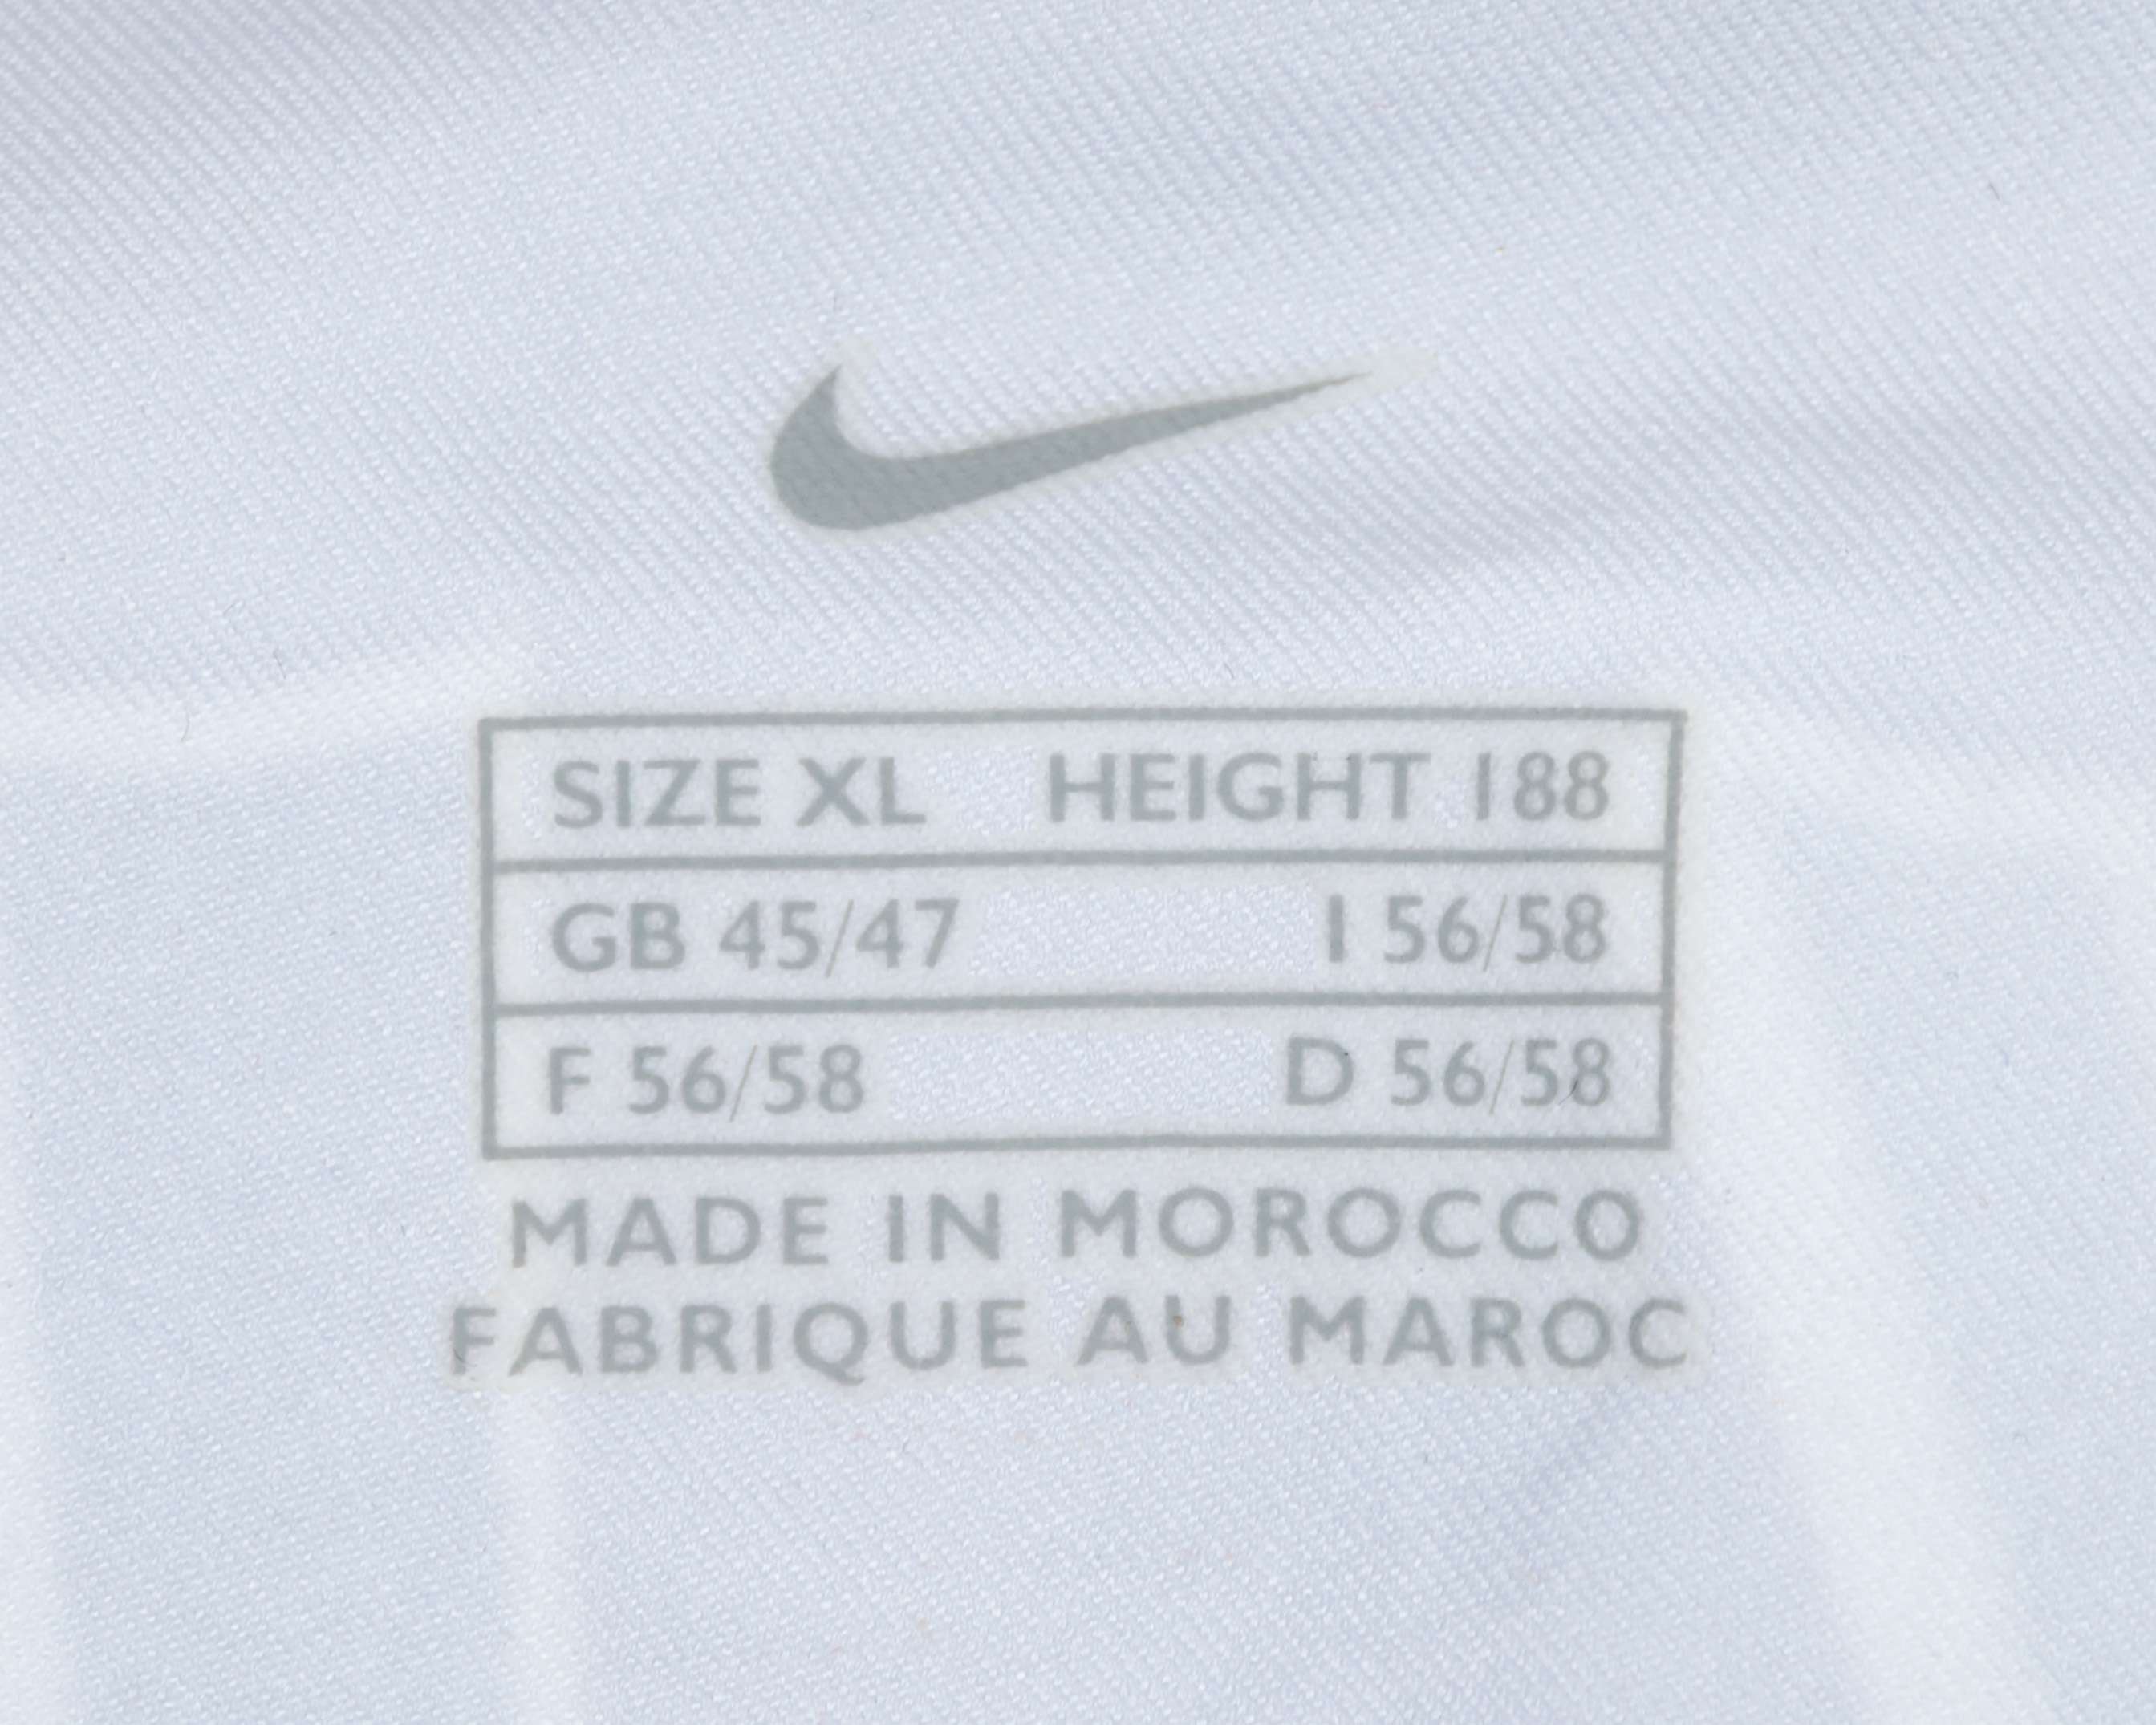 SIZE XL HEIGHT 188
GB 45/47 I 56/58
F 56/58 D 56/58
MADE IN MOROCCO
FABRIQUE AU MAROC